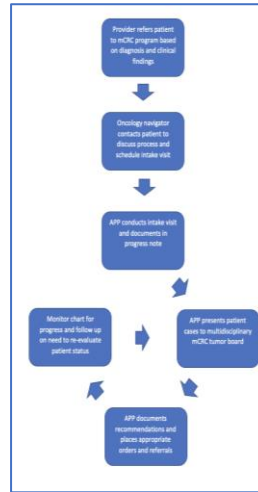 Provider refers patient
to mCRC program based
on diagnosis and clinical
findings
Oncology navigator
contacts patient to
discuss process and
schedule intake visit
APP conducts intake visit
and documents in
progress note
Monitor chart for
progress and follow up
on need to re-evaluate
patient status
APP presents patient
cases to multidisciplinary
mCRC tumor board
APP documents
recommendations and
places appropriate
orders and referrals